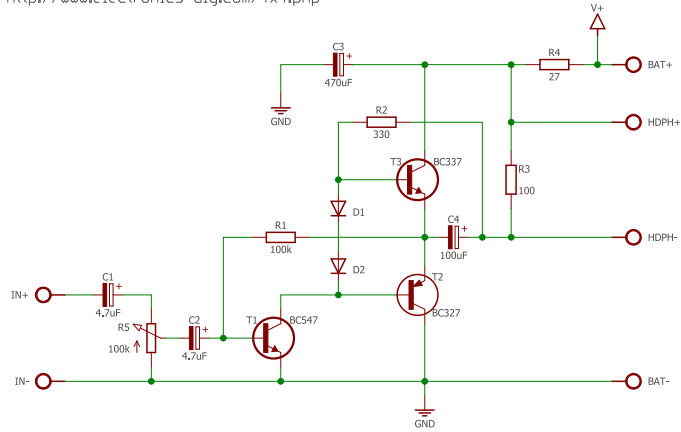 V+
C3
R4
BAT+
470uF
27
GND
R2
HDPH+
330
T3
BC337
R3
100
D1
R1
C4
HDPH-
100k
100uF
D2
C1
T2
IN+
4.7uF
C2
T1
BC547
BC327
R5
100k
4.7uF
IN-
BAT-
GND